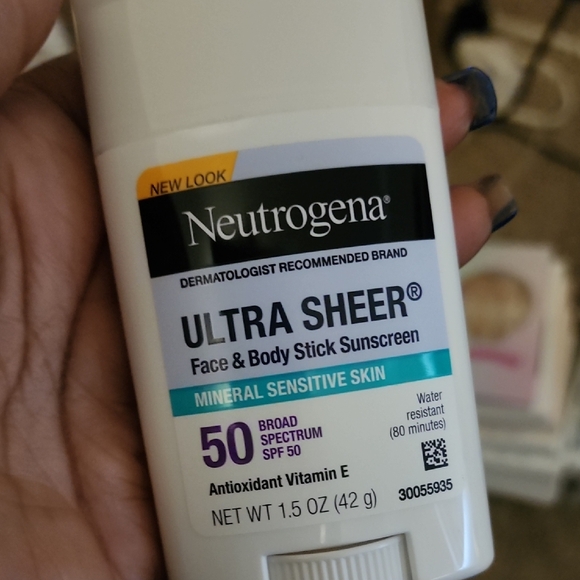 NEW LOOK
Neutrogena®
DERMATOLOGIST RECOMMENDED BRAND
ULTRA SHEER®
Face & Body Stick Sunscreen
MINERAL SENSITIVE SKIN
50 BROAD
SPECTRUM
SPF 50
Water
resistant
(80 minutes)
Antioxidant Vitamin E
NET WT 1.5 OZ (42 g)
30055935